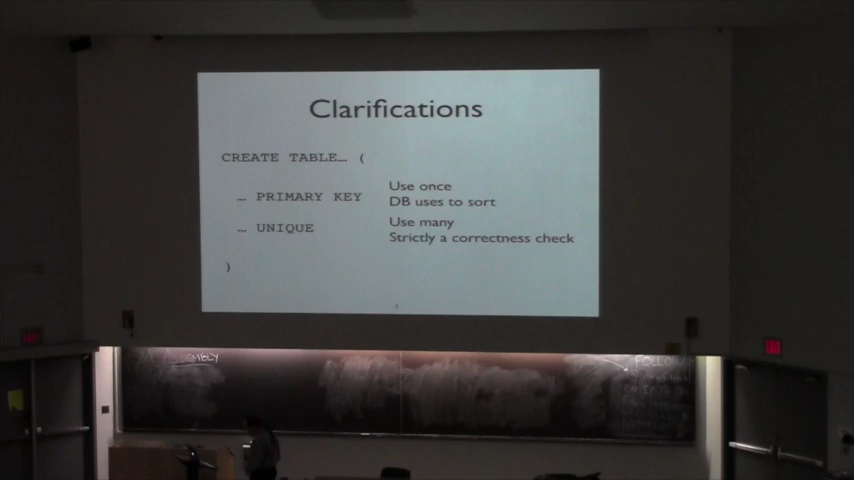 Clarifications
CREATE TABLE… (
… PRIMARY KEY
Use once
DB uses to sort
… UNIQUE
Use many
Strictly a correctness check
)